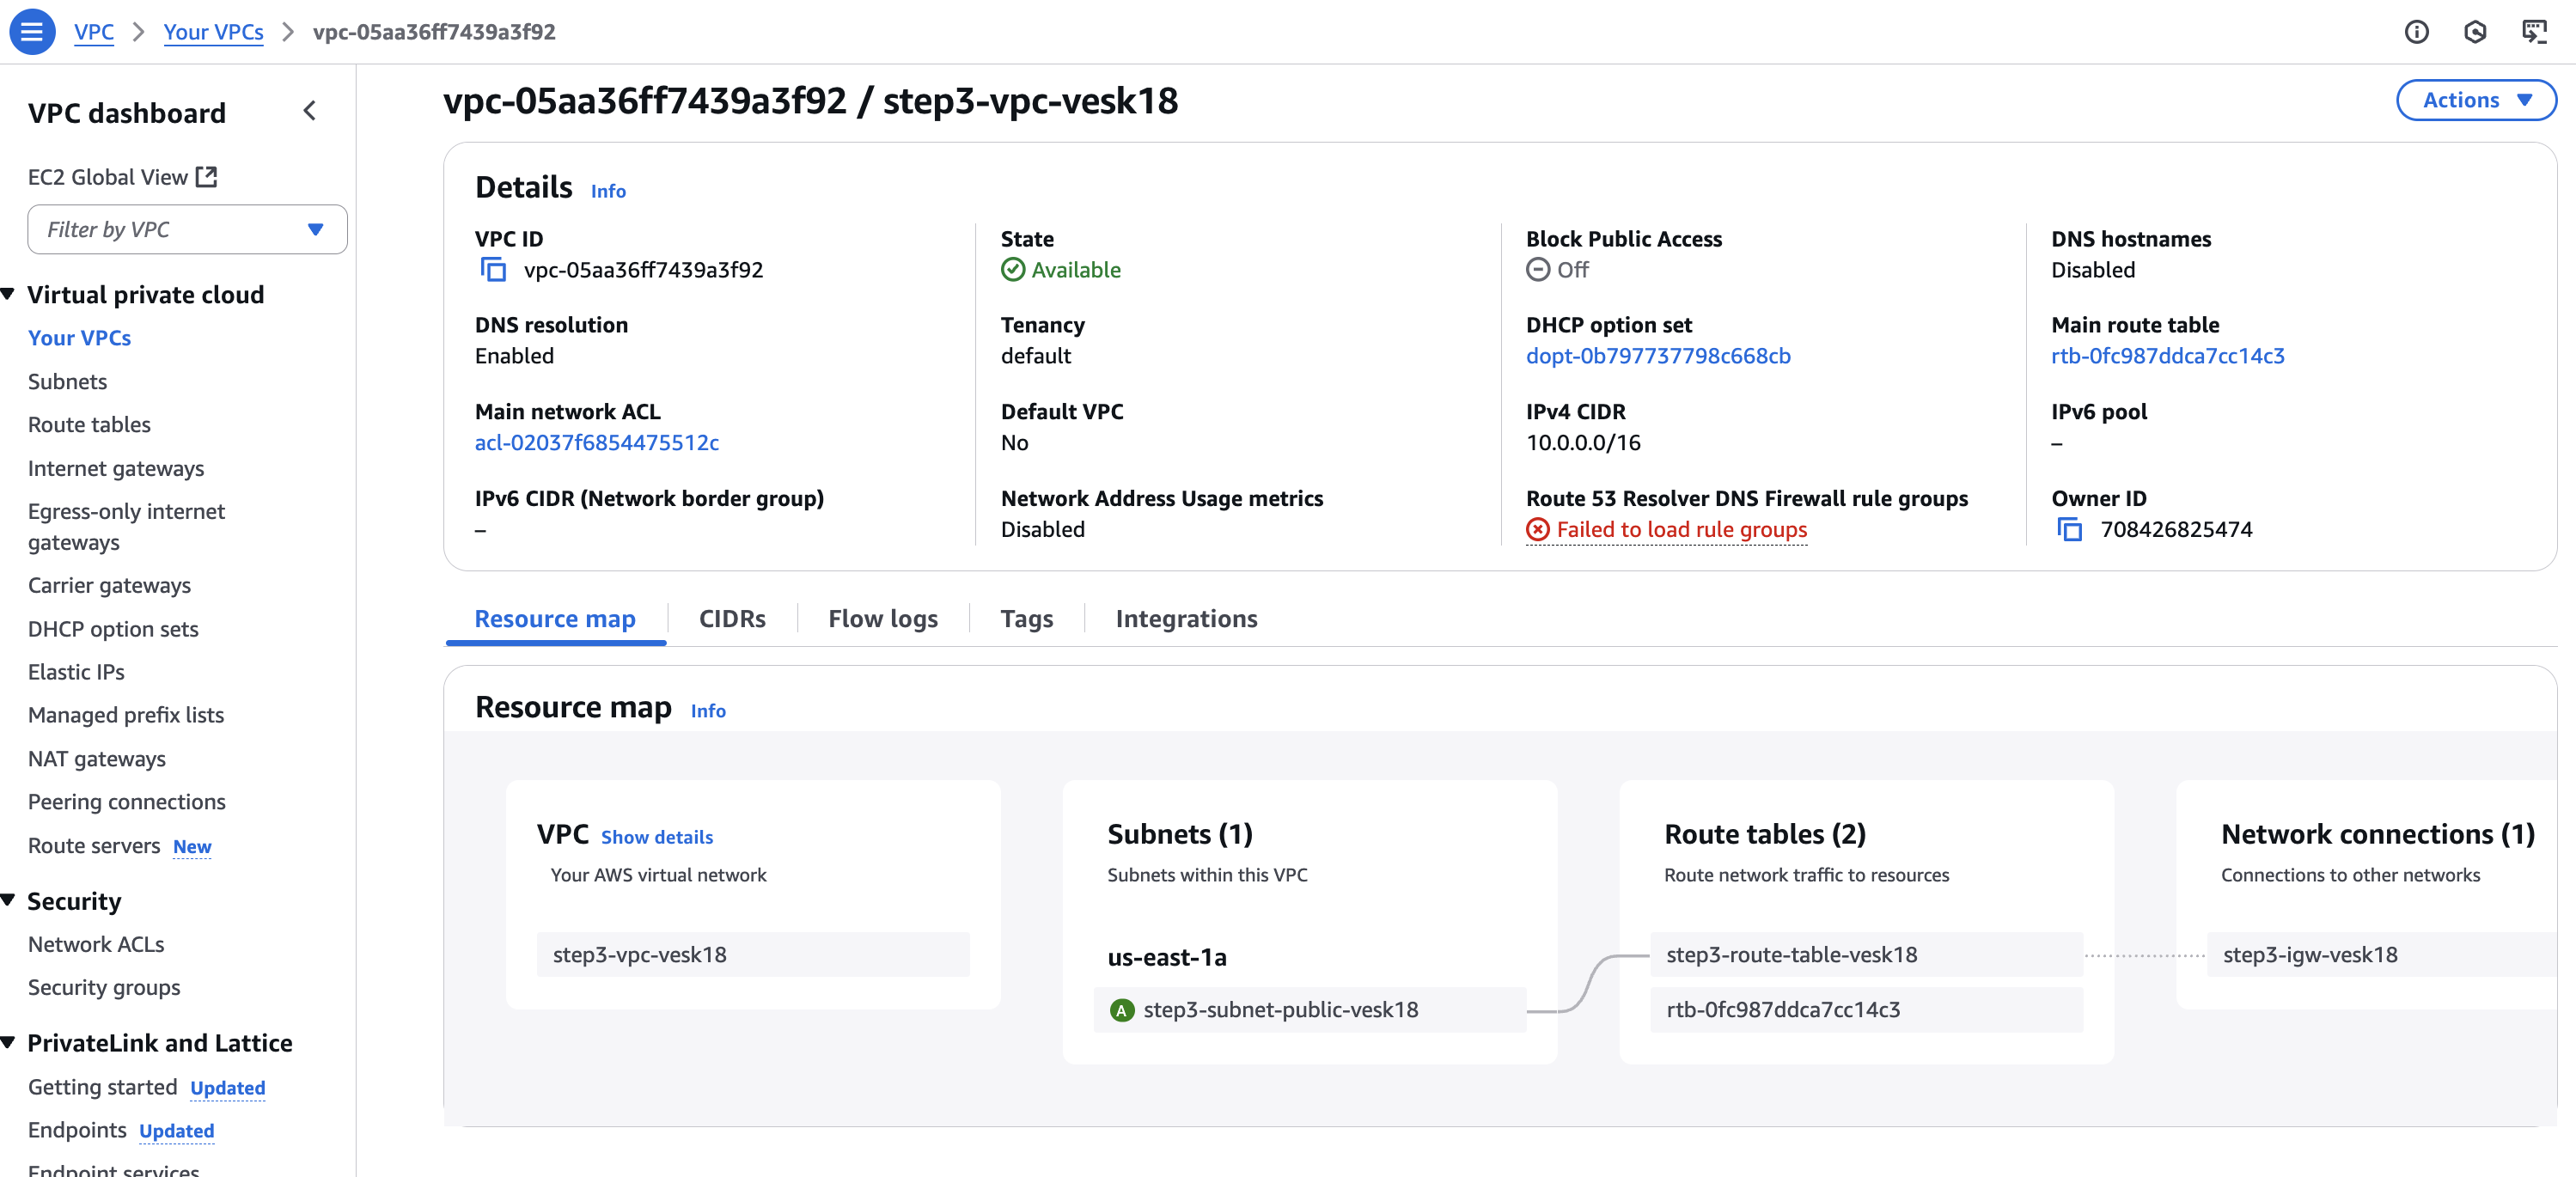 VPC > Your VPCs > vpc-05aa36ff7439a3f92
VPC dashboard
EC2 Global View
Filter by VPC
Virtual private cloud
Your VPCs
Subnets
Route tables
Internet gateways
Egress-only internet
gateways
Carrier gateways
DHCP option sets
Elastic IPs
Managed prefix lists
NAT gateways
Peering connections
Route servers New
Security
Network ACLs
Security groups
PrivateLink and Lattice
Getting started Updated
Endpoints Updated
Endpoint services
vpc-05aa36ff7439a3f92 / step3-vpc-vesk18
Actions
Details Info
VPC ID
vpc-05aa36ff7439a3f92
State
Available
Block Public Access
Off
DNS hostnames
Disabled
DNS resolution
Enabled
Tenancy
default
DHCP option set
dopt-0b797737798c668cb
Main route table
rtb-0fc987ddca7cc14c3
Main network ACL
acl-02037f6854475512c
Default VPC
No
IPv4 CIDR
10.0.0.0/16
IPv6 pool
–
IPv6 CIDR (Network border group)
–
Network Address Usage metrics
Disabled
Route 53 Resolver DNS Firewall rule groups
Failed to load rule groups
Owner ID
708426825474
Resource map
CIDRs
Flow logs
Tags
Integrations
Resource map Info
VPC Show details
Your AWS virtual network
step3-vpc-vesk18
Subnets (1)
Subnets within this VPC
us-east-1a
A step3-subnet-public-vesk18
Route tables (2)
Route network traffic to resources
step3-route-table-vesk18
rtb-0fc987ddca7cc14c3
Network connections (1)
Connections to other networks
step3-igw-vesk18